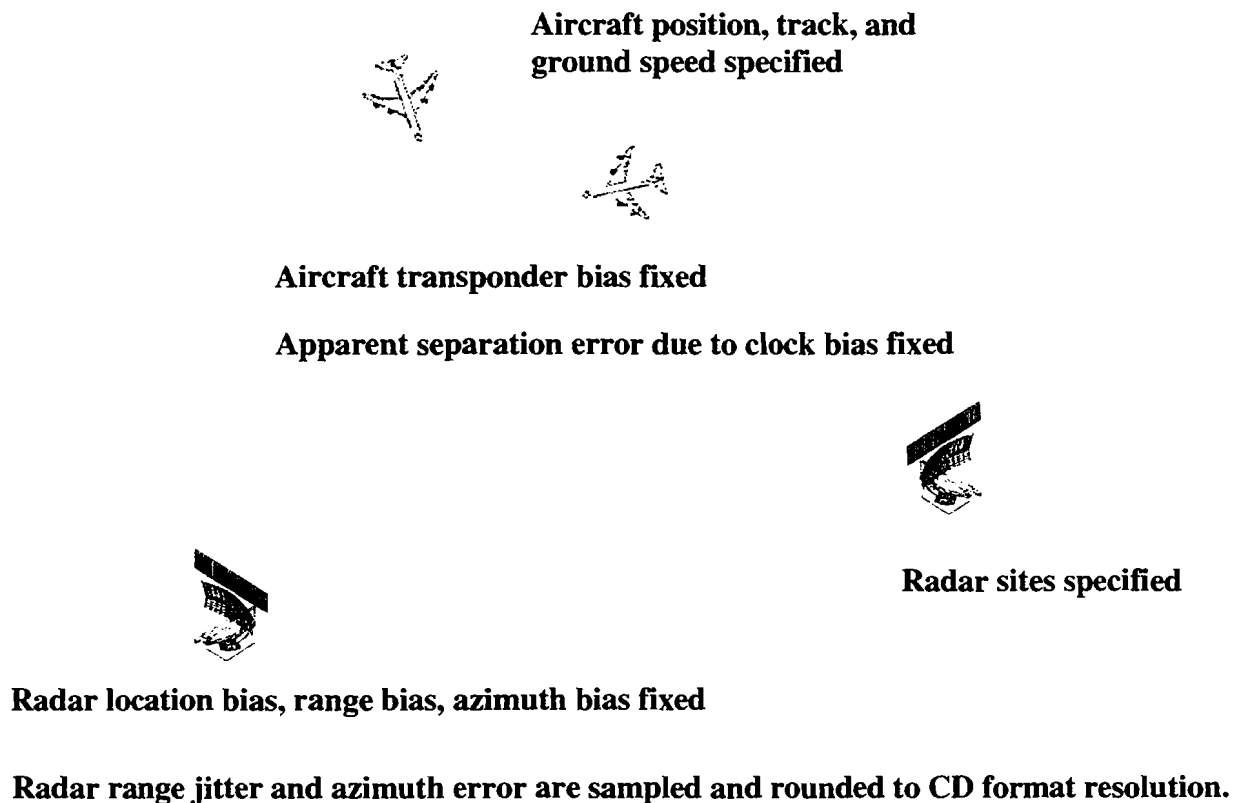 Aircraft position, track, and
ground speed specified
Aircraft transponder bias fixed
Apparent separation error due to clock bias fixed
Radar sites specified
Radar location bias, range bias, azimuth bias fixed
Radar range jitter and azimuth error are sampled and rounded to CD format resolution.